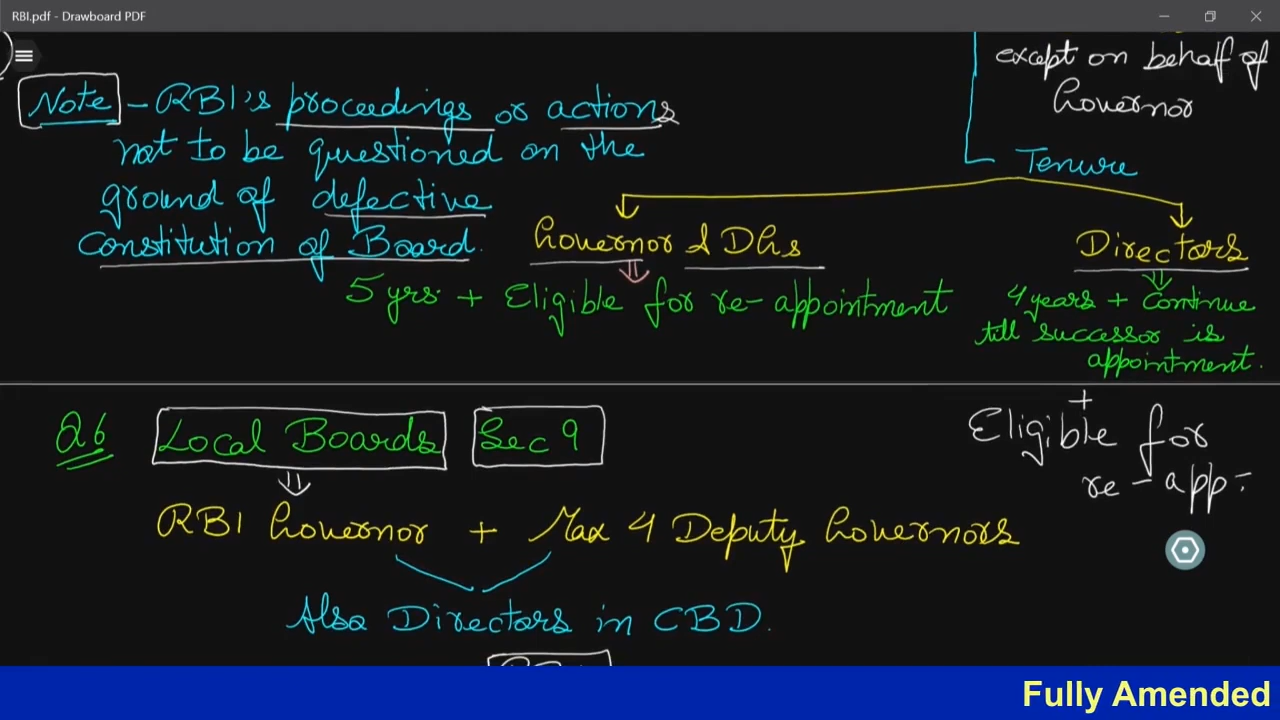 RBI.pdf - Drawboard PDF
except on behalf of
Governor
Note - RBI's proceedings or actions
not to be questioned on the
ground of defective
constitution of Board.
Tenure
Governor & DGs
5 yrs. + Eligible for re-appointment
Directors
4 years + Continue
till successor is
appointment.
+
Eligible for
re-app:
Q6 Local Boards Sec 9
RBI Governor + Max 4 Deputy Governors
Also Directors in CBD.
Fully Amended